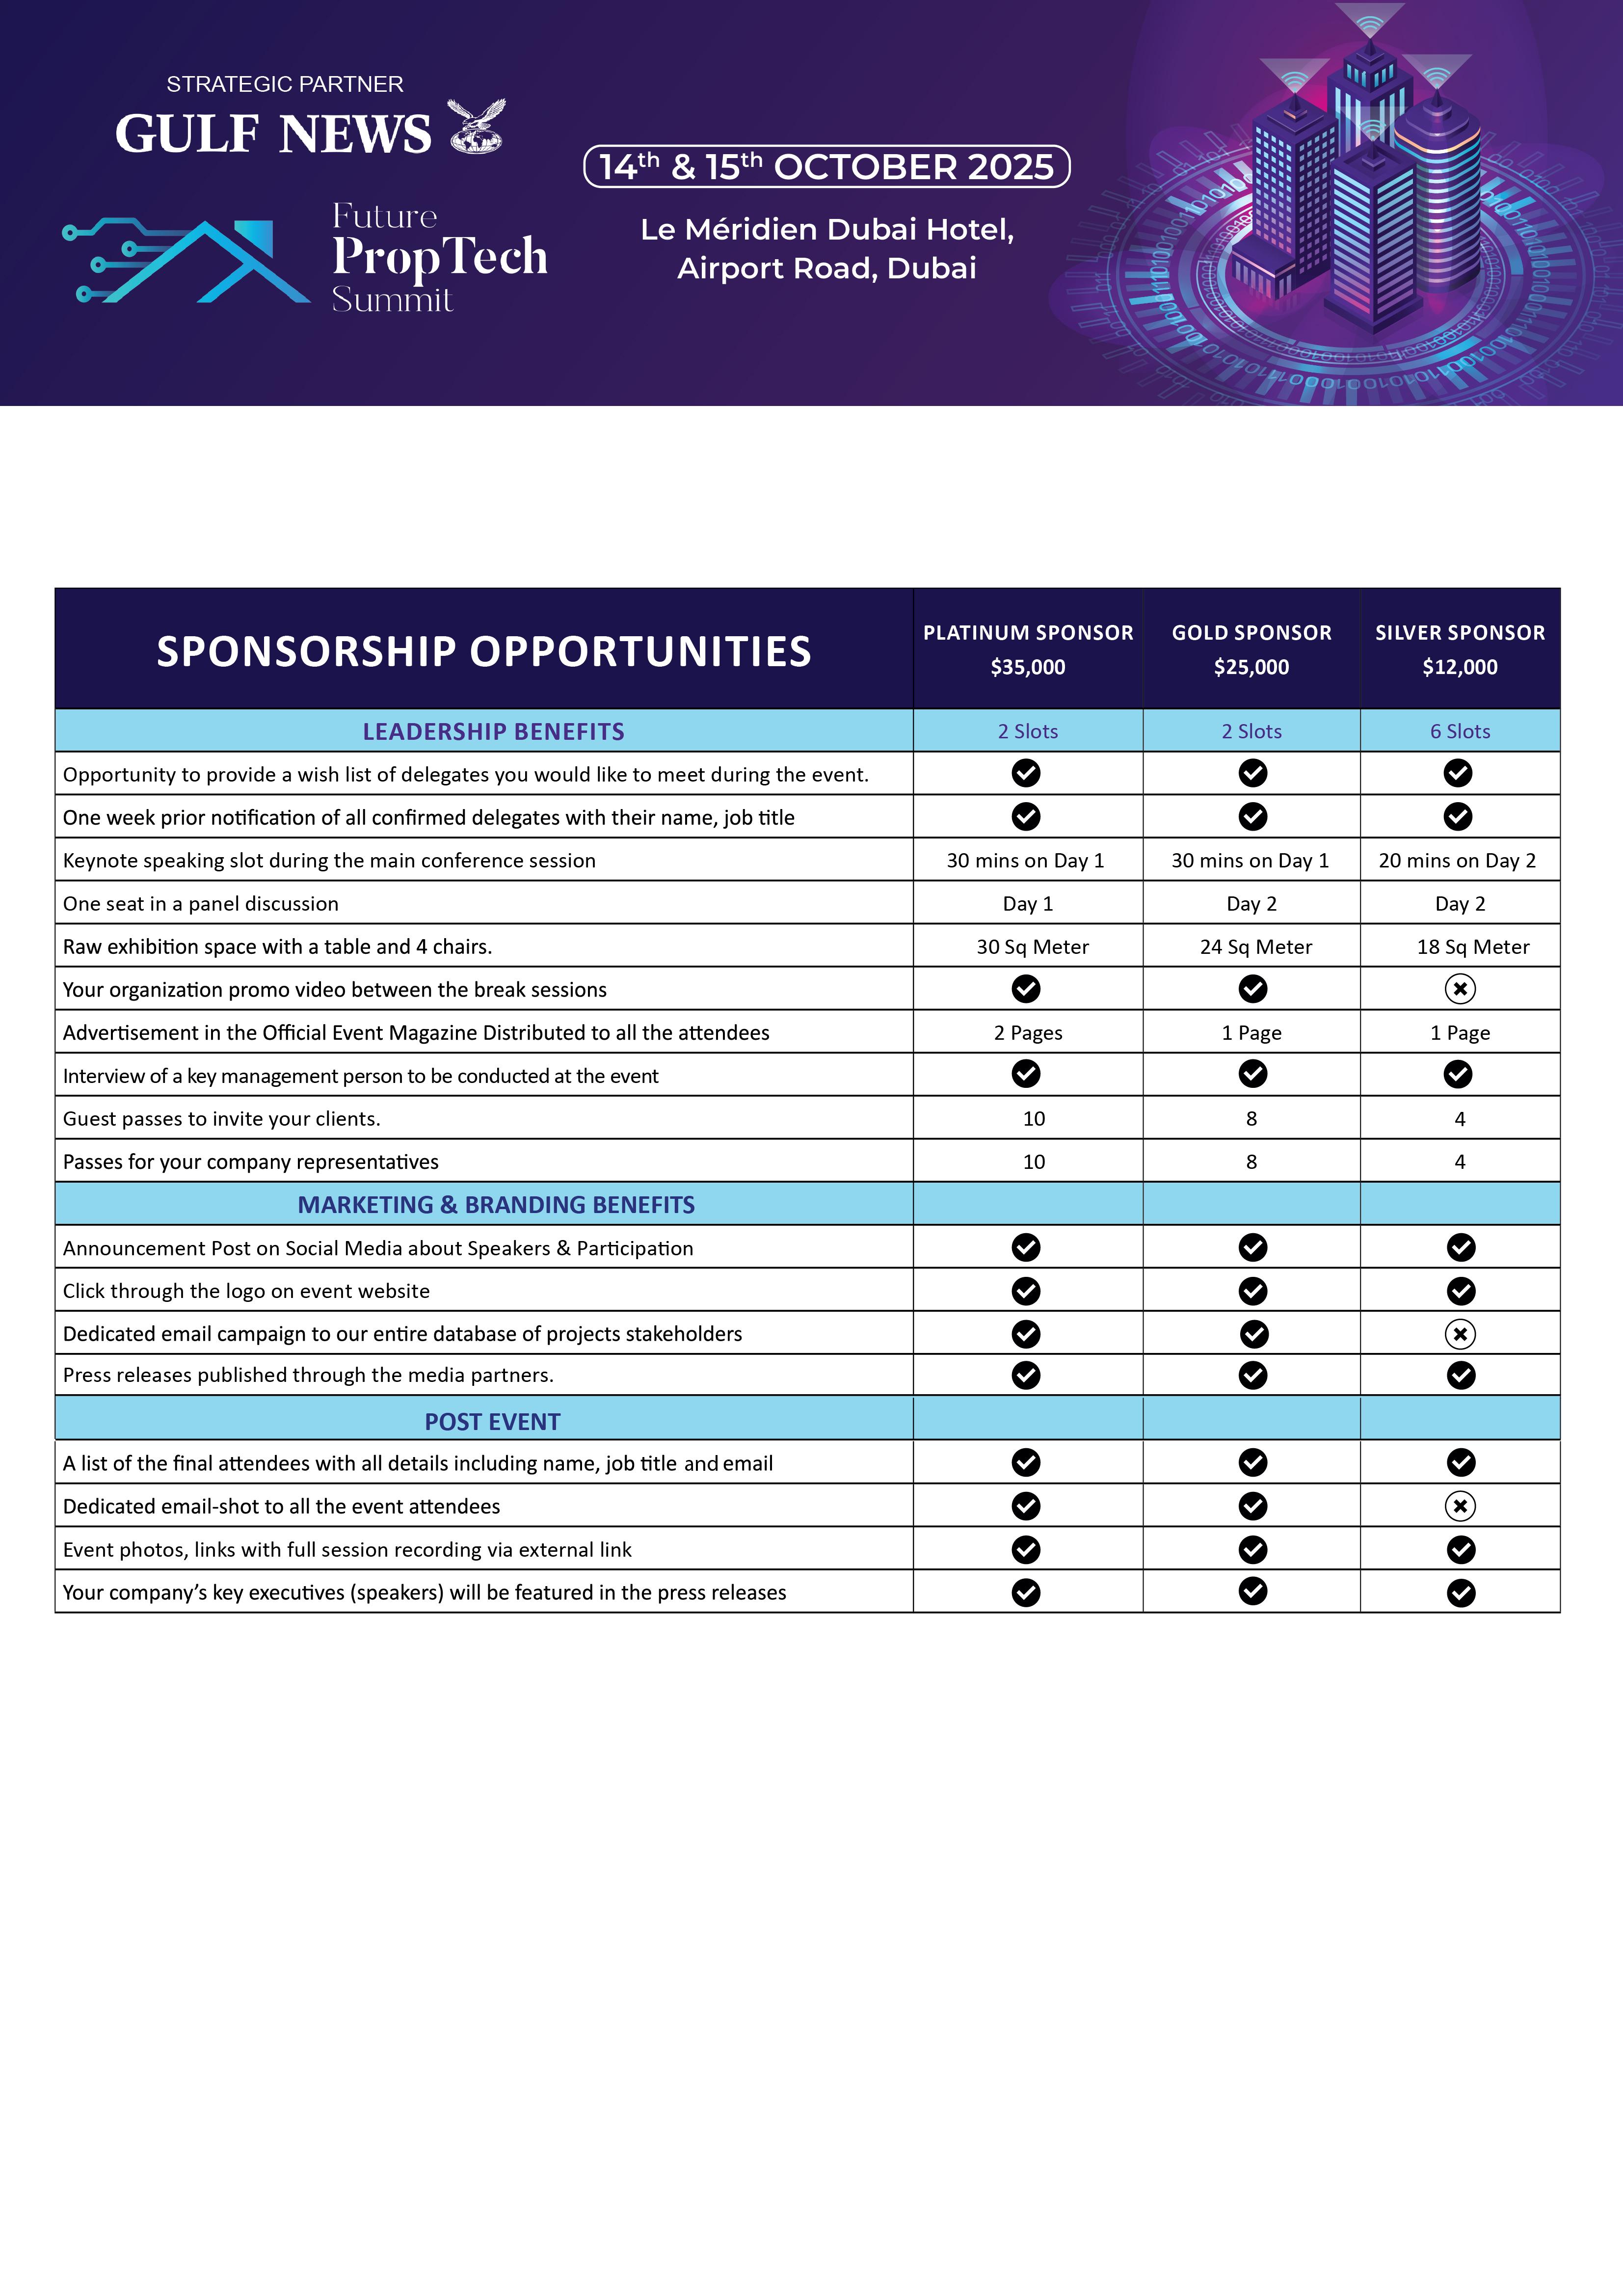 STRATEGIC PARTNER
GULF NEWS
Future
PropTech
Summit
14th & 15th OCTOBER 2025
Le Méridien Dubai Hotel,
Airport Road, Dubai
SPONSORSHIP OPPORTUNITIES
PLATINUM SPONSOR
$35,000
GOLD SPONSOR
$25,000
SILVER SPONSOR
$12,000
LEADERSHIP BENEFITS 2 Slots 2 Slots 6 Slots
Opportunity to provide a wish list of delegates you would like to meet during the event.
One week prior notification of all confirmed delegates with their name, job title
Keynote speaking slot during the main conference session 30 mins on Day 1 30 mins on Day 1 20 mins on Day 2
One seat in a panel discussion Day 1 Day 2 Day 2
Raw exhibition space with a table and 4 chairs. 30 Sq Meter 24 Sq Meter 18 Sq Meter
Your organization promo video between the break sessions
Advertisement in the Official Event Magazine Distributed to all the attendees 2 Pages 1 Page 1 Page
Interview of a key management person to be conducted at the event
Guest passes to invite your clients. 10 8 4
Passes for your company representatives 10 8 4
MARKETING & BRANDING BENEFITS
Announcement Post on Social Media about Speakers & Participation
Click through the logo on event website
Dedicated email campaign to our entire database of projects stakeholders
Press releases published through the media partners.
POST EVENT
A list of the final attendees with all details including name, job title and email
Dedicated email-shot to all the event attendees
Event photos, links with full session recording via external link
Your company's key executives (speakers) will be featured in the press releases